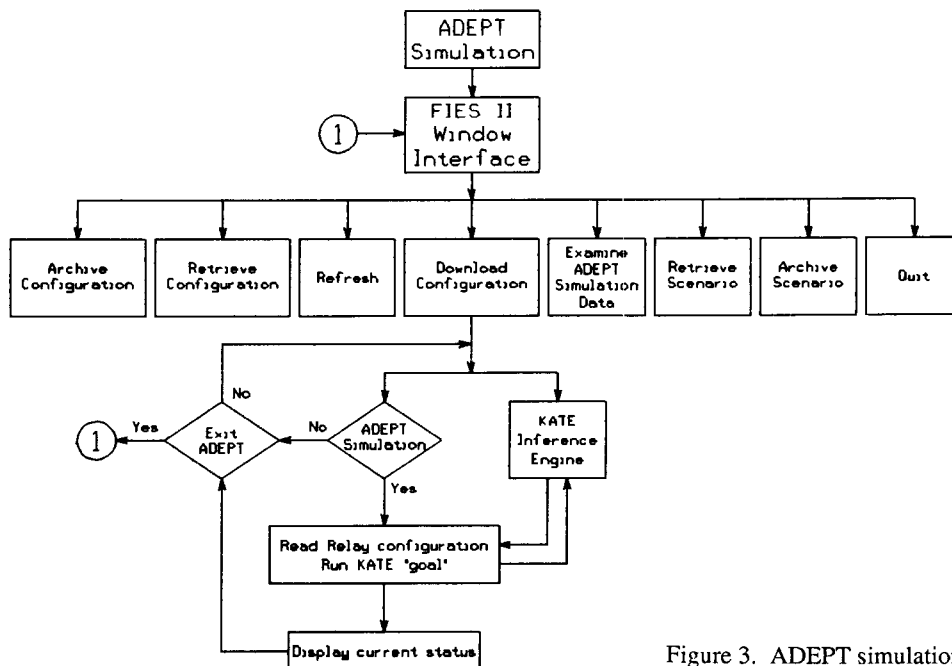 ADEPT
Simulation
FIES II
Window
Interface
1
Archive
Configuration
Retrieve
Configuration
Refresh
Download
Configuration
Examine
ADEPT
Simulation
Data
Retrieve
Scenario
Archive
Scenario
Quit
No
Yes
1
Exit
ADEPT
No
ADEPT
Simulation
Yes
KATE
Inference
Engine
Read Relay configuration
Run KATE "goal"
Display current status
Figure 3. ADEPT simulatio